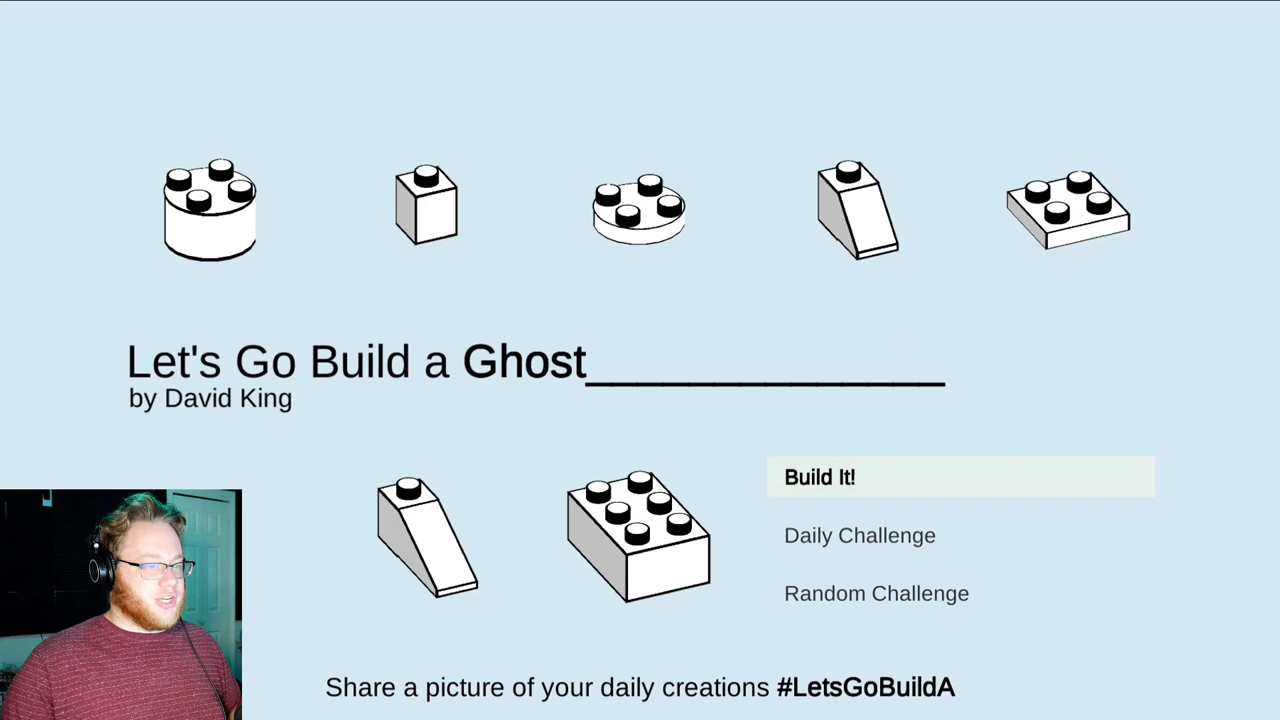 Let's Go Build a Ghost______________
by David King
Build It!
Daily Challenge
Random Challenge
Share a picture of your daily creations #LetsGoBuildA